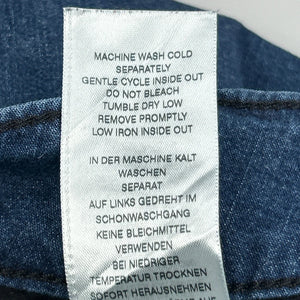 MACHINE WASH COLD
SEPARATELY
GENTLE CYCLE INSIDE OUT
DO NOT BLEACH
TUMBLE DRY LOW
REMOVE PROMPTLY
LOW IRON INSIDE OUT
IN DER MASCHINE KALT
WASCHEN
SEPARAT
AUF LINKS GEDREHT IM
SCHONWASCHGANG
KEINE BLEICHMITTEL
VERWENDEN
BEI NIEDRIGER
TEMPERATUR TROCKNEN
SOFORT HERAUSNEHMEN